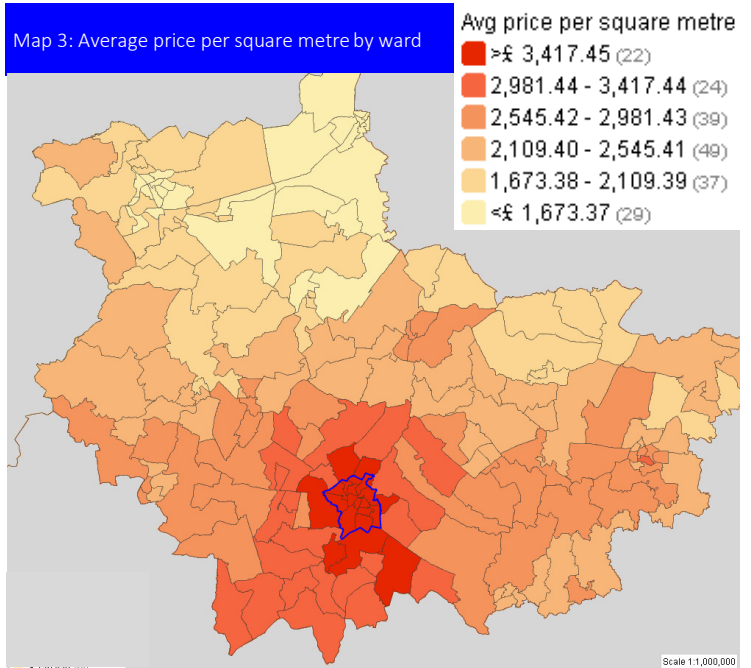 Map 3: Average price per square metre by ward
Avg price per square metre
>£ 3,417.45 (22)
2,981.44 - 3,417.44 (24)
2,545.42 - 2,981.43 (39)
2,109.40 - 2,545.41 (49)
1,673.38 - 2,109.39 (37)
<£ 1,673.37 (29)
Scale 1:1,000,000